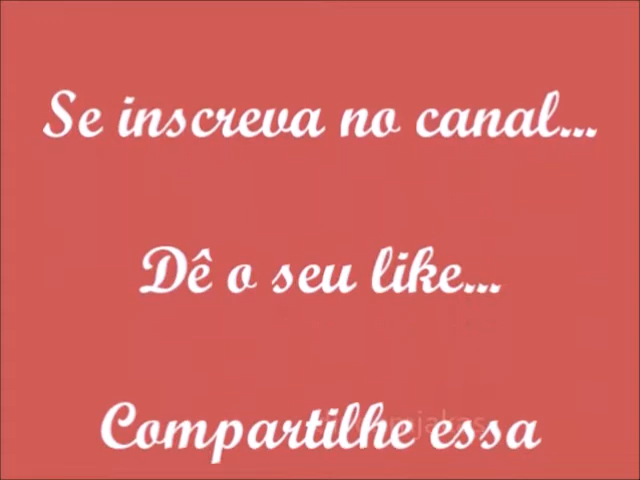 Se inscreva no canal...
Dê o seu like...
Compartilhe essa